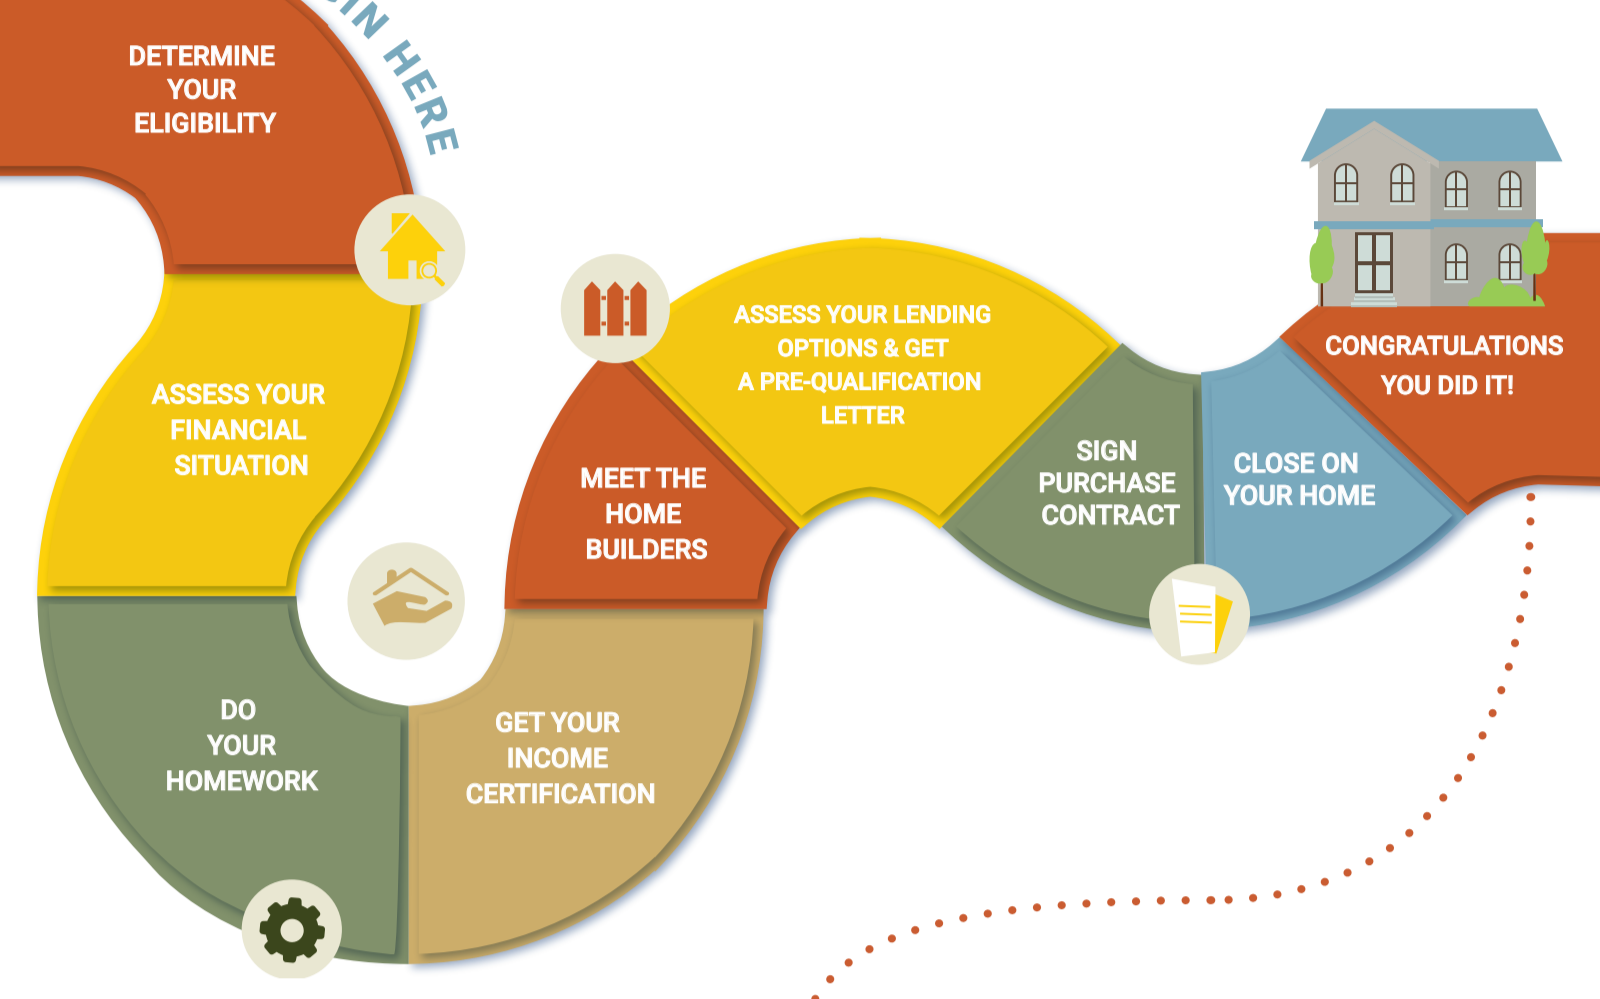 HERE
DETERMINE
YOUR
ELIGIBILITY
ASSESS YOUR
FINANCIAL
SITUATION
DO
YOUR
HOMEWORK
GET YOUR
INCOME
CERTIFICATION
MEET THE
HOME
BUILDERS
ASSESS YOUR LENDING
OPTIONS & GET
A PRE-QUALIFICATION
LETTER
SIGN
PURCHASE
CONTRACT
CLOSE ON
YOUR HOME
CONGRATULATIONS
YOU DID IT!